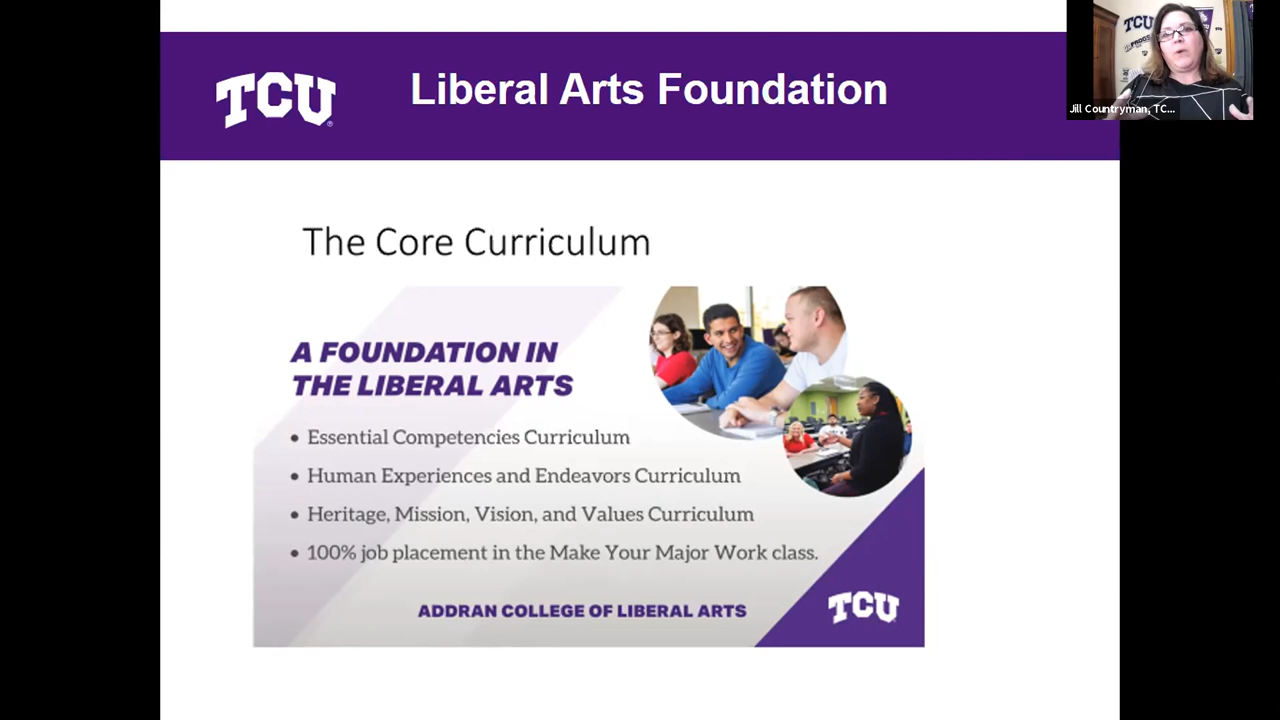 TCU
Liberal Arts Foundation
TCU
FROGS
Jill Countryman, TC...
The Core Curriculum
A FOUNDATION IN
THE LIBERAL ARTS
• Essential Competencies Curriculum
• Human Experiences and Endeavors Curriculum
• Heritage, Mission, Vision, and Values Curriculum
• 100% job placement in the Make Your Major Work class.
ADDRAN COLLEGE OF LIBERAL ARTS
TCU